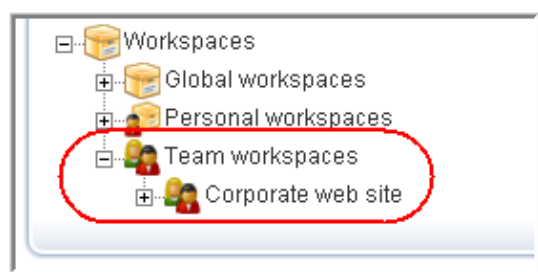 Workspaces
Global workspaces
Personal workspaces
Team workspaces
Corporate web site